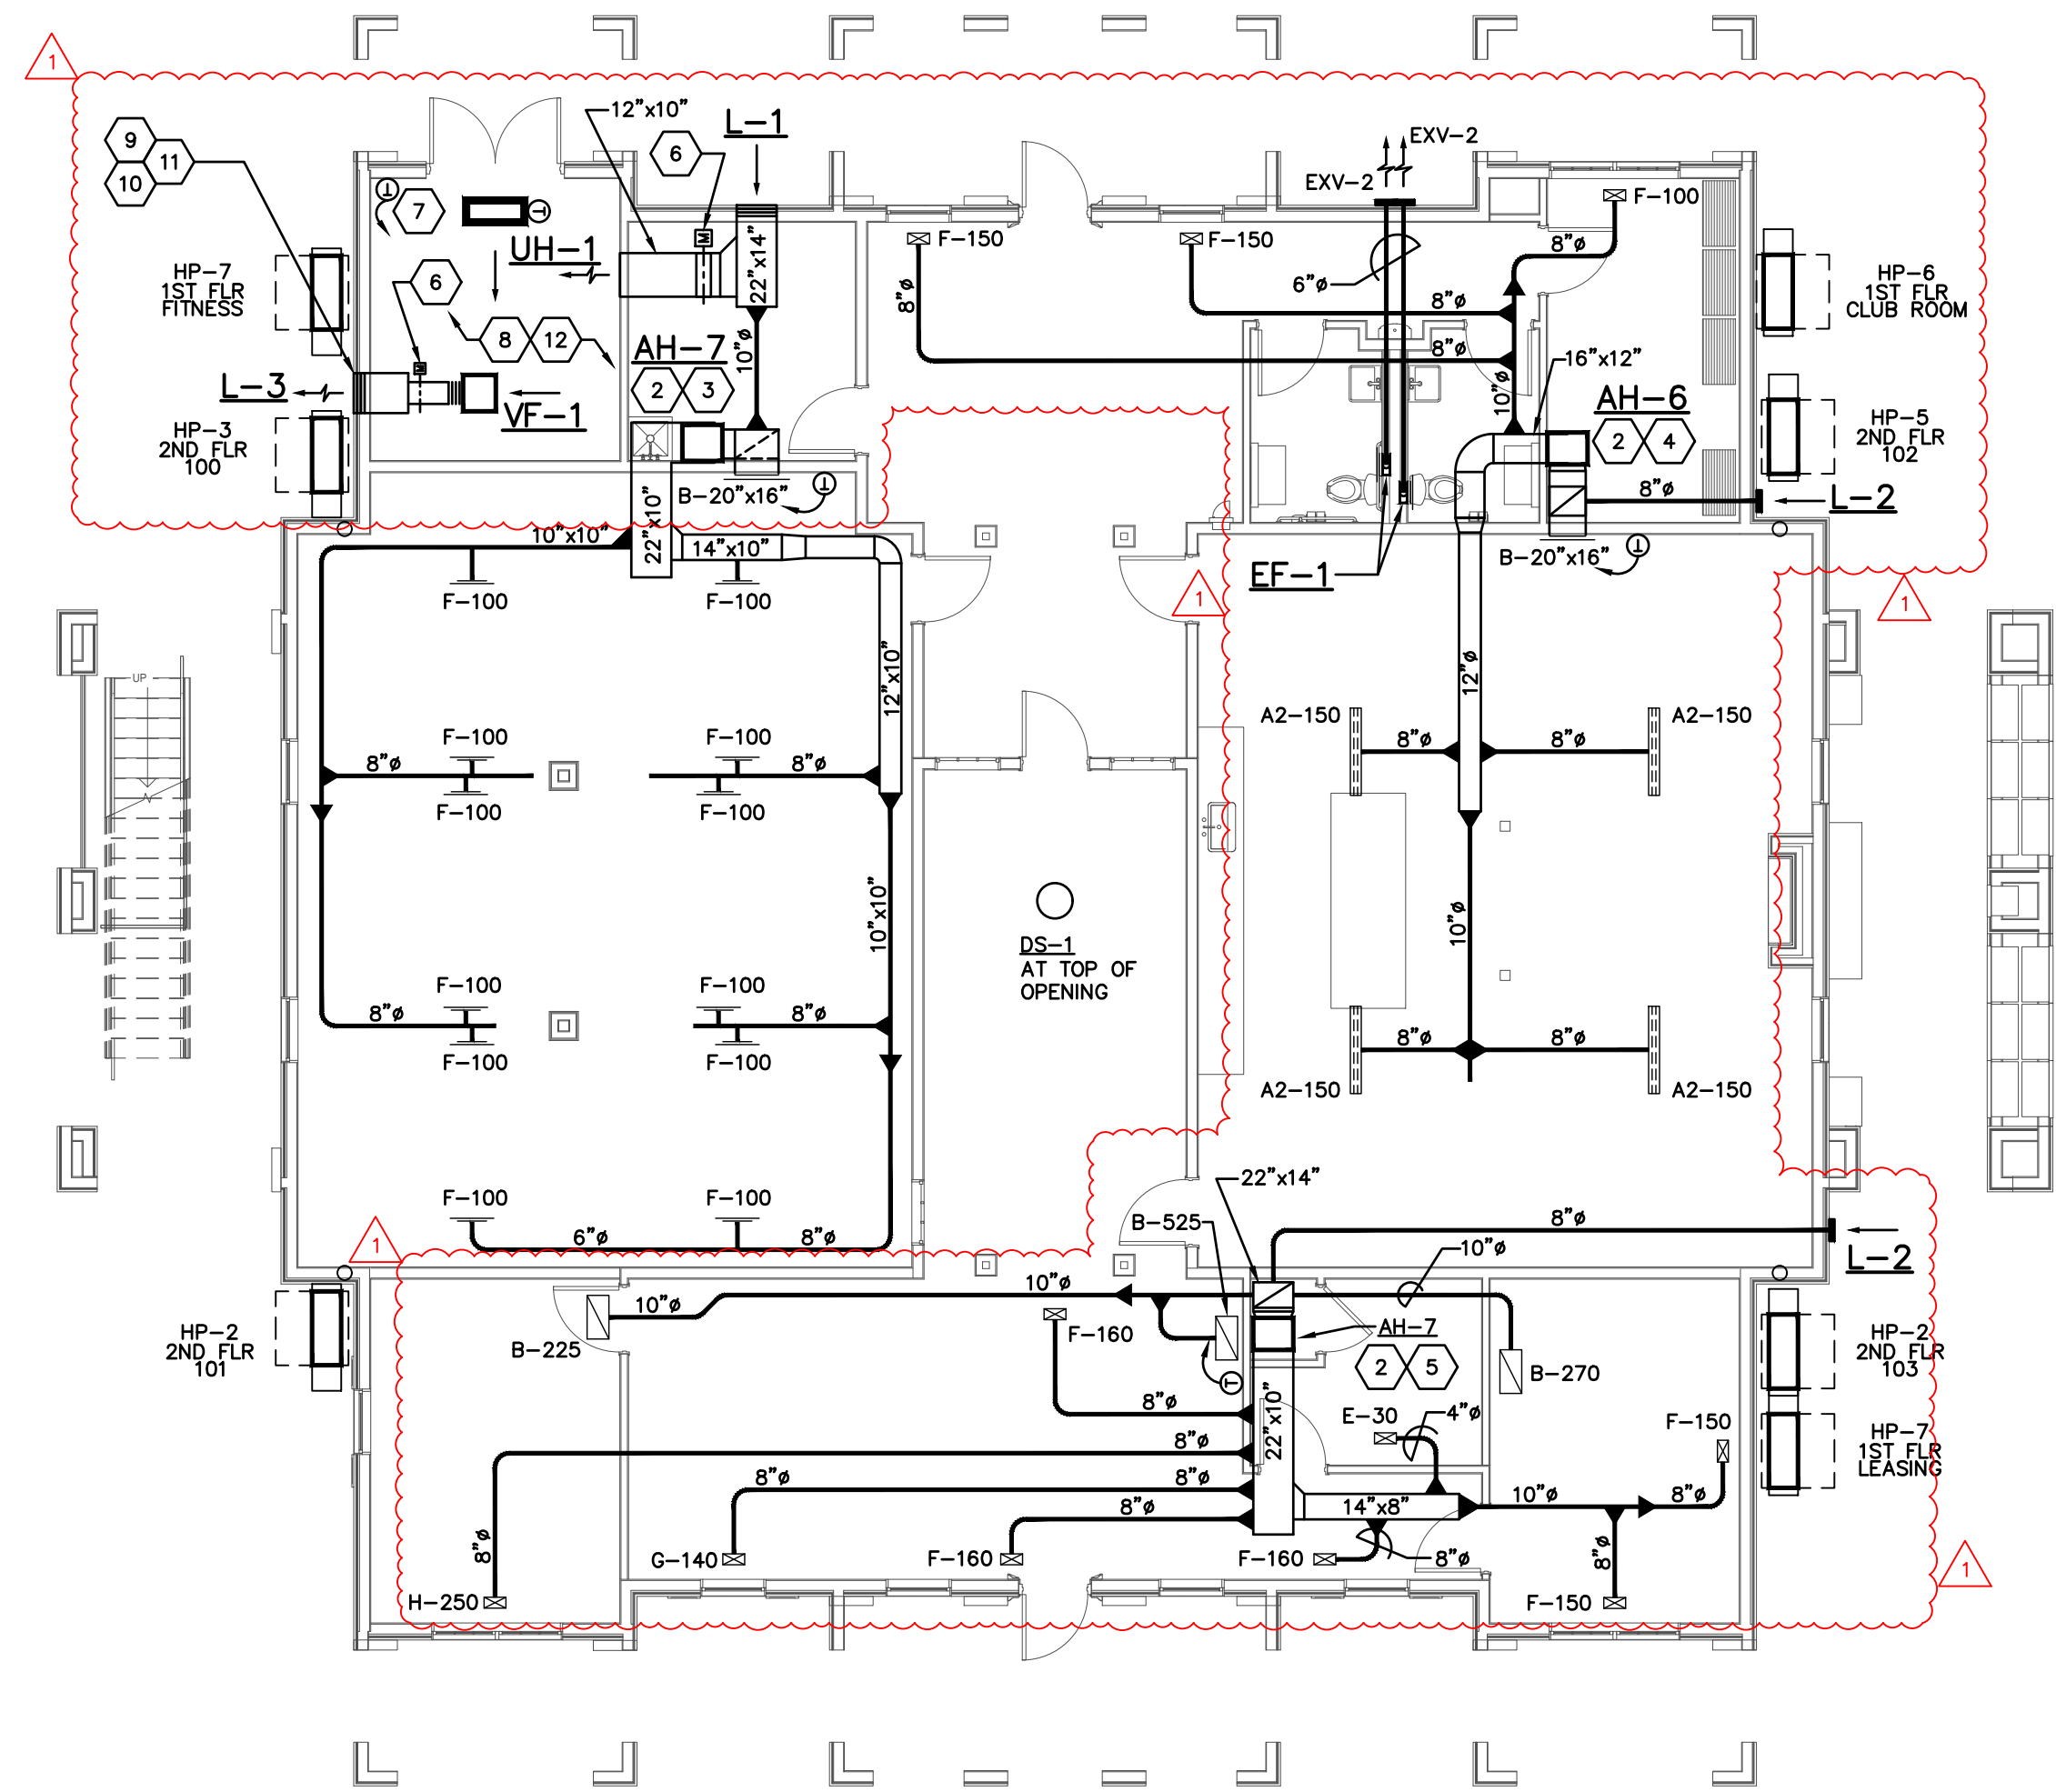 1
12"x10"
L-1
6
9
11
10
EXV-2
EXV-2
7
T
T
F-100
UH-1
22"x14"
M
F-150
F-150
8"ø
HP-7
1ST FLR
FITNESS
6
8"ø
6"ø
8"ø
HP-6
1ST FLR
CLUB ROOM
8
12
AH-7
10"ø
8"ø
16"x12"
2
3
M
L-3
VF-1
10"ø
AH-6
2
4
HP-3
2ND FLR
100
HP-5
2ND FLR
102
B-20"x16"
T
8"ø
L-2
10"x10"
22"x10"
14"x10"
B-20"x16"
T
EF-1
F-100
F-100
1
1
UP
12"x10"
12"ø
A2-150
A2-150
F-100
F-100
8"ø
8"ø
8"ø
8"ø
F-100
F-100
10"x10"
10"ø
DS-1
AT TOP OF
OPENING
F-100
F-100
8"ø
8"ø
8"ø
8"ø
F-100
F-100
A2-150
A2-150
F-100
F-100
22"x14"
B-525
8"ø
6"ø
8"ø
1
10"ø
L-2
10"ø
10"ø
HP-2
2ND FLR
101
B-225
F-160
AH-7
HP-2
2ND FLR
103
2
5
B-270
T
8"ø
22"x10"
E-30
4"ø
F-150
8"ø
HP-7
1ST FLR
LEASING
8"ø
8"ø
8"ø
14"x8"
10"ø
8"ø
8"ø
G-140
F-160
F-160
8"ø
8"ø
1
H-250
F-150